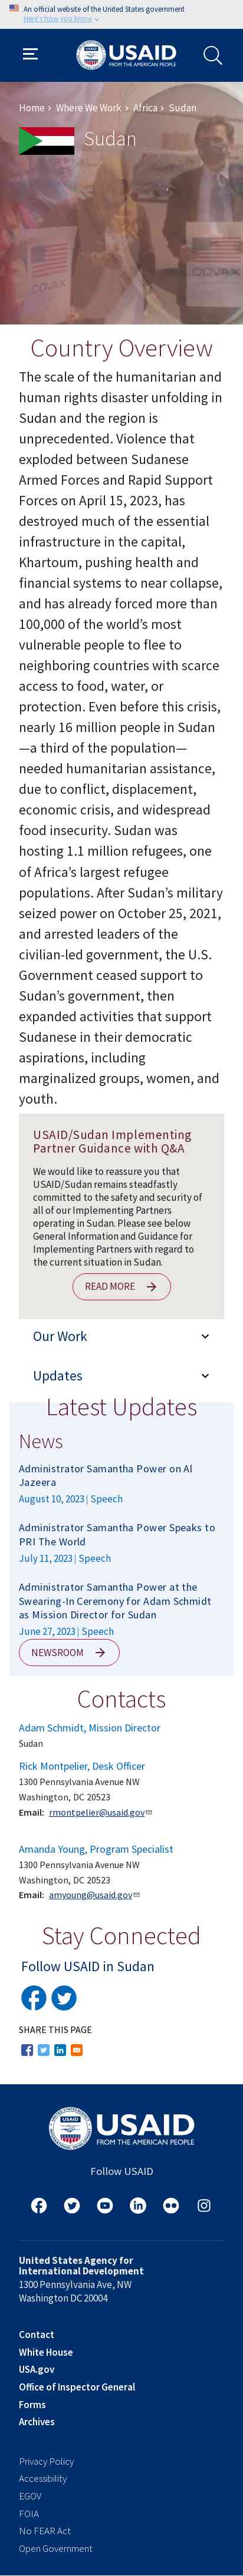 An official website of the United States government
Here's how you know
USAID
FROM THE AMERICAN PEOPLE
Home › Where We Work › Africa › Sudan
Sudan
COVAX
COVAX
Country Overview
The scale of the humanitarian and
human rights disaster unfolding in
Sudan and the region is
unprecedented. Violence that
exploded between Sudanese
Armed Forces and Rapid Support
Forces on April 15, 2023, has
destroyed much of the essential
infrastructure in the capital,
Khartoum, pushing health and
financial systems to near collapse,
and has already forced more than
100,000 of the world’s most
vulnerable people to flee to
neighboring countries with scarce
access to food, water, or
protection. Even before this crisis,
nearly 16 million people in Sudan
—a third of the population—
needed humanitarian assistance,
due to conflict, displacement,
economic crisis, and widespread
food insecurity. Sudan was
hosting 1.1 million refugees, one
of Africa’s largest refugee
populations. After Sudan’s military
seized power on October 25, 2021,
and arrested leaders of the
civilian-led government, the U.S.
Government ceased support to
Sudan’s government, then
expanded activities that support
Sudanese in their democratic
aspirations, including
marginalized groups, women, and
youth.
USAID/Sudan Implementing
Partner Guidance with Q&A
We would like to reassure you that
USAID/Sudan remains steadfastly
committed to the safety and security of
all of our Implementing Partners
operating in Sudan. Please see below
General Information and Guidance for
Implementing Partners with regard to
the current situation in Sudan.
READ MORE
Our Work
Updates
Latest Updates
News
Administrator Samantha Power on Al
Jazeera
August 10, 2023 | Speech
Administrator Samantha Power Speaks to
PRI The World
July 11, 2023 | Speech
Administrator Samantha Power at the
Swearing-In Ceremony for Adam Schmidt
as Mission Director for Sudan
June 27, 2023 | Speech
NEWSROOM
Contacts
Adam Schmidt, Mission Director
Sudan
Rick Montpelier, Desk Officer
1300 Pennsylvania Avenue NW
Washington, DC 20523
Email: rmontpelier@usaid.gov
Amanda Young, Program Specialist
1300 Pennsylvania Avenue NW
Washington, DC 20523
Email: amyoung@usaid.gov
Stay Connected
Follow USAID in Sudan
SHARE THIS PAGE
USAID
FROM THE AMERICAN PEOPLE
Follow USAID
United States Agency for
International Development
1300 Pennsylvania Ave, NW
Washington DC 20004
Contact
White House
USA.gov
Office of Inspector General
Forms
Archives
Privacy Policy
Accessibility
EGOV
FOIA
No FEAR Act
Open Government